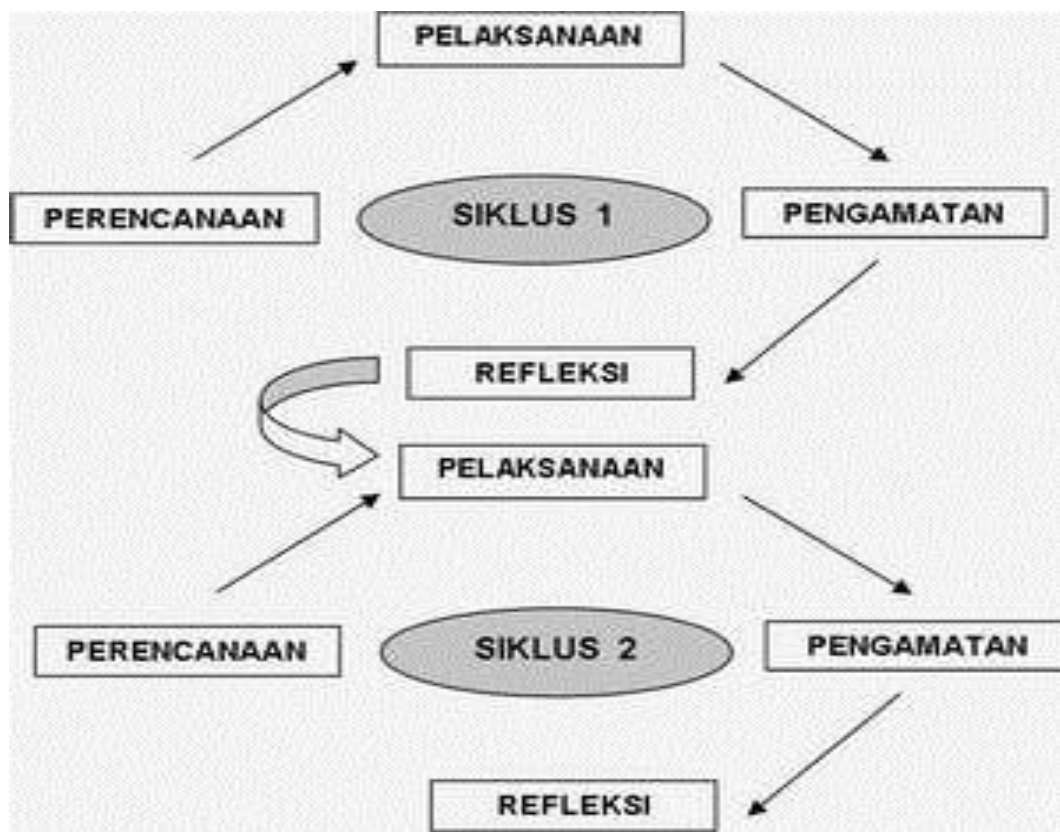 PELAKSANAAN
PERENCANAAN
SIKLUS 1
PENGAMATAN
REFLEKSI
PELAKSANAAN
PERENCANAAN
SIKLUS 2
PENGAMATAN
REFLEKSI